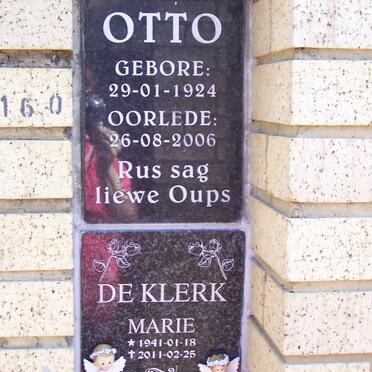 OTTO
GEBORE:
29-01-1924
OORLEDE:
26-08-2006
Rus sag
liewe Oups
160
DE KLERK
MARIE
* 1941-01-18
† 2011-02-25